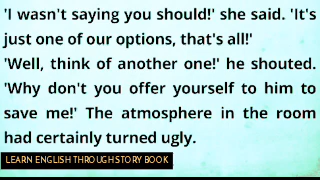 'I wasn't saying you should!' she said. 'It's
just one of our options, that's all!'
'Well, think of another one!' he shouted.
'Why don't you offer yourself to him to
save me!' The atmosphere in the room
had certainly turned ugly.
LEARN ENGLISH THROUGH STORY BOOK